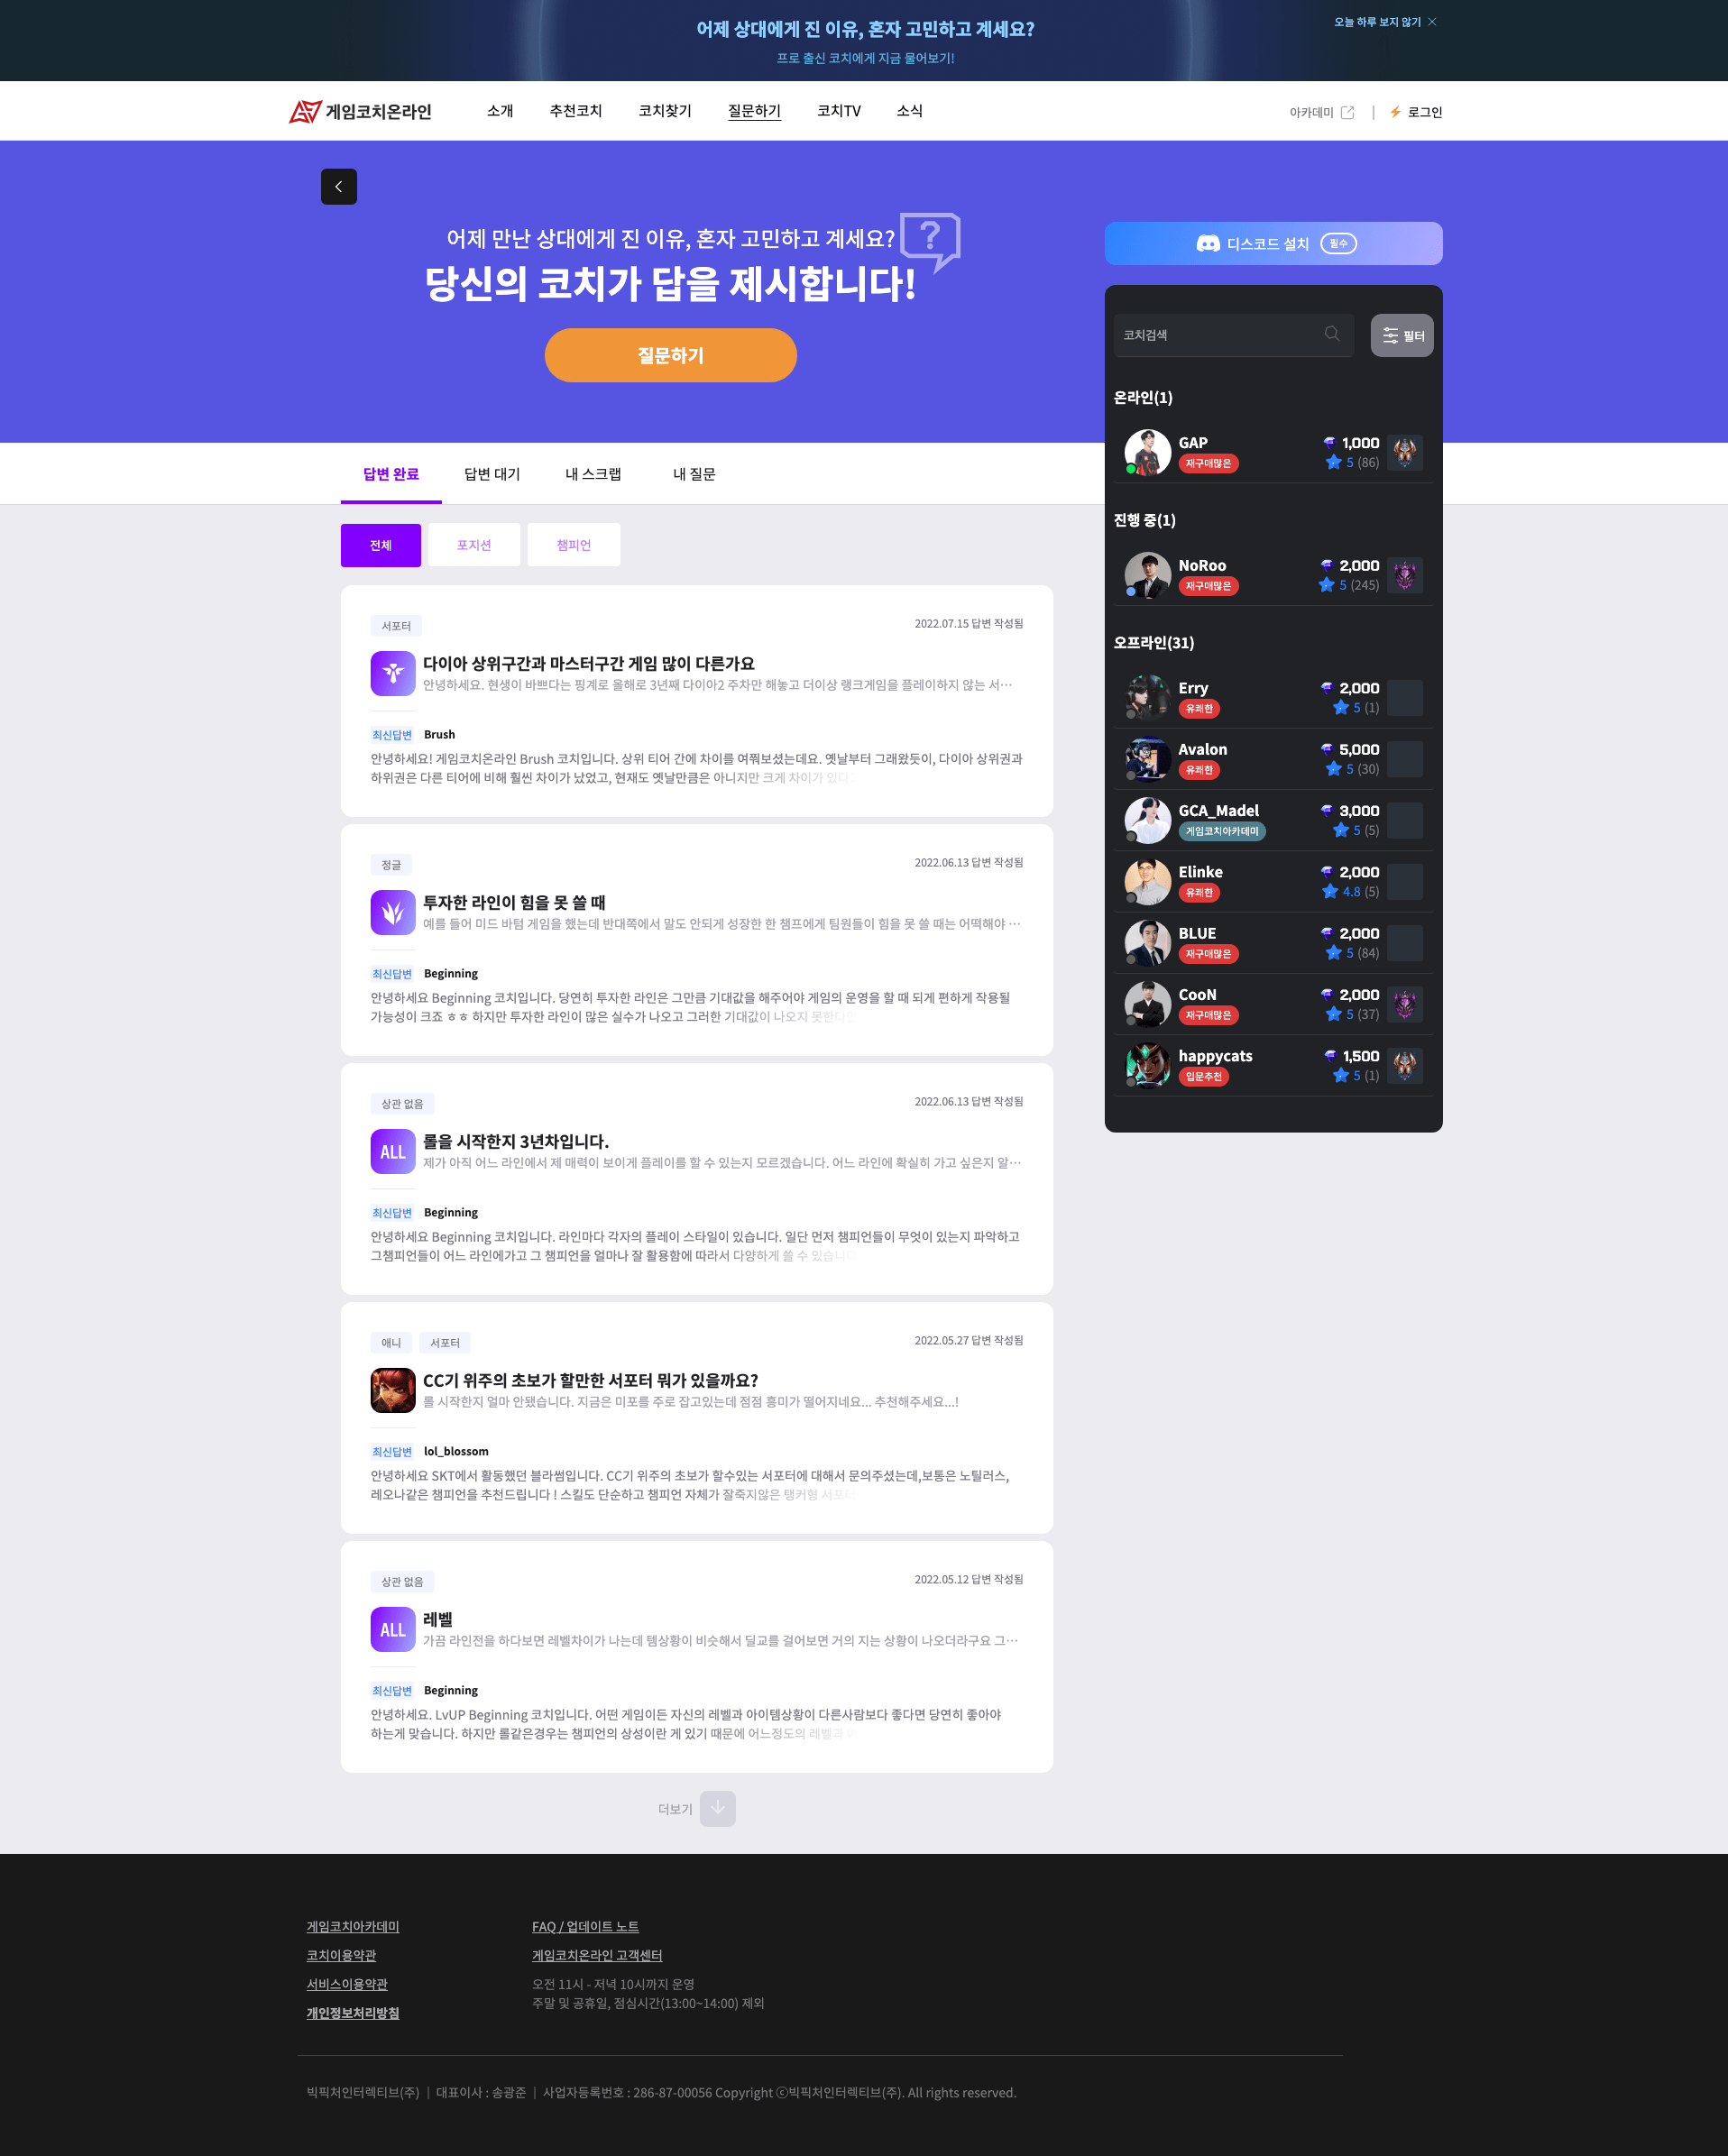 어제 상대에게 진 이유, 혼자 고민하고 계세요?
프로 출신 코치에게 지금 물어보기!
오늘 하루 보지 않기
게임코치온라인
소개
추천코치
코치찾기
질문하기
코치TV
소식
아카데미
로그인
어제 만난 상대에게 진 이유, 혼자 고민하고 계세요?
당신의 코치가 답을 제시합니다!
질문하기
답변 완료
답변 대기
내 스크랩
내 질문
전체
포지션
챔피언
서포터
2022.07.15 답변 작성됨
다이아 상위구간과 마스터구간 게임 많이 다른가요
안녕하세요. 현생이 바쁘다는 핑계로 올해로 3년째 다이아2 주차만 해놓고 더이상 랭크게임을 플레이하지 않는 서…
최신답변 Brush
안녕하세요! 게임코치온라인 Brush 코치입니다. 상위 티어 간에 차이를 여쭤보셨는데요. 옛날부터 그래왔듯이, 다이아 상위권과
하위권은 다른 티어에 비해 훨씬 차이가 났었고, 현재도 옛날만큼은 아니지만 크게 차이가 있다
정글
2022.06.13 답변 작성됨
투자한 라인이 힘을 못 쓸 때
예를 들어 미드 바텀 게임을 했는데 반대쪽에서 말도 안되게 성장한 한 챔프에게 팀원들이 힘을 못 쓸 때는 어떡해야 …
최신답변 Beginning
안녕하세요 Beginning 코치입니다. 당연히 투자한 라인은 그만큼 기대값을 해주어야 게임의 운영을 할 때 되게 편하게 작용될
가능성이 크죠 ㅎㅎ 하지만 투자한 라인이 많은 실수가 나오고 그러한 기대값이 나오지 못한다면
상관 없음
2022.06.13 답변 작성됨
ALL
롤을 시작한지 3년차입니다.
제가 아직 어느 라인에서 제 매력이 보이게 플레이를 할 수 있는지 모르겠습니다. 어느 라인에 확실히 가고 싶은지 알…
최신답변 Beginning
안녕하세요 Beginning 코치입니다. 라인마다 각자의 플레이 스타일이 있습니다. 일단 먼저 챔피언들이 무엇이 있는지 파악하고
그챔피언들이 어느 라인에가고 그 챔피언을 얼마나 잘 활용함에 따라서 다양하게 쓸 수 있습니다
애니 서포터
2022.05.27 답변 작성됨
CC기 위주의 초보가 할만한 서포터 뭐가 있을까요?
롤 시작한지 얼마 안됐습니다. 지금은 미포를 주로 잡고있는데 점점 흥미가 떨어지네요... 추천해주세요...!
최신답변 lol_blossom
안녕하세요 SKT에서 활동했던 블라썸입니다. CC기 위주의 초보가 할수있는 서포터에 대해서 문의주셨는데,보통은 노틸러스,
레오나같은 챔피언을 추천드립니다 ! 스킬도 단순하고 챔피언 자체가 잘죽지않은 탱커형 서포터
상관 없음
2022.05.12 답변 작성됨
ALL
레벨
가끔 라인전을 하다보면 레벨차이가 나는데 템상황이 비슷해서 딜교를 걸어보면 거의 지는 상황이 나오더라구요 그…
최신답변 Beginning
안녕하세요. LvUP Beginning 코치입니다. 어떤 게임이든 자신의 레벨과 아이템상황이 다른사람보다 좋다면 당연히 좋아야
하는게 맞습니다. 하지만 롤같은경우는 챔피언의 상성이란 게 있기 때문에 어느정도의 레벨과
더보기
디스코드 설치 필수
코치검색
필터
온라인(1)
GAP 1,000
재구매많은 5 (86)
진행 중(1)
NoRoo 2,000
재구매많은 5 (245)
오프라인(31)
Erry 2,000
유쾌한 5 (1)
Avalon 5,000
유쾌한 5 (30)
GCA_Madel 3,000
게임코치아카데미 5 (5)
Elinke 2,000
유쾌한 4.8 (5)
BLUE 2,000
재구매많은 5 (84)
CooN 2,000
재구매많은 5 (37)
happycats 1,500
입문추천 5 (1)
게임코치아카데미
코치이용약관
서비스이용약관
개인정보처리방침
FAQ / 업데이트 노트
게임코치온라인 고객센터
오전 11시 - 저녁 10시까지 운영
주말 및 공휴일, 점심시간(13:00~14:00) 제외
빅픽처인터렉티브(주) | 대표이사 : 송광준 | 사업자등록번호 : 286-87-00056 Copyright ⓒ빅픽처인터렉티브(주). All rights reserved.